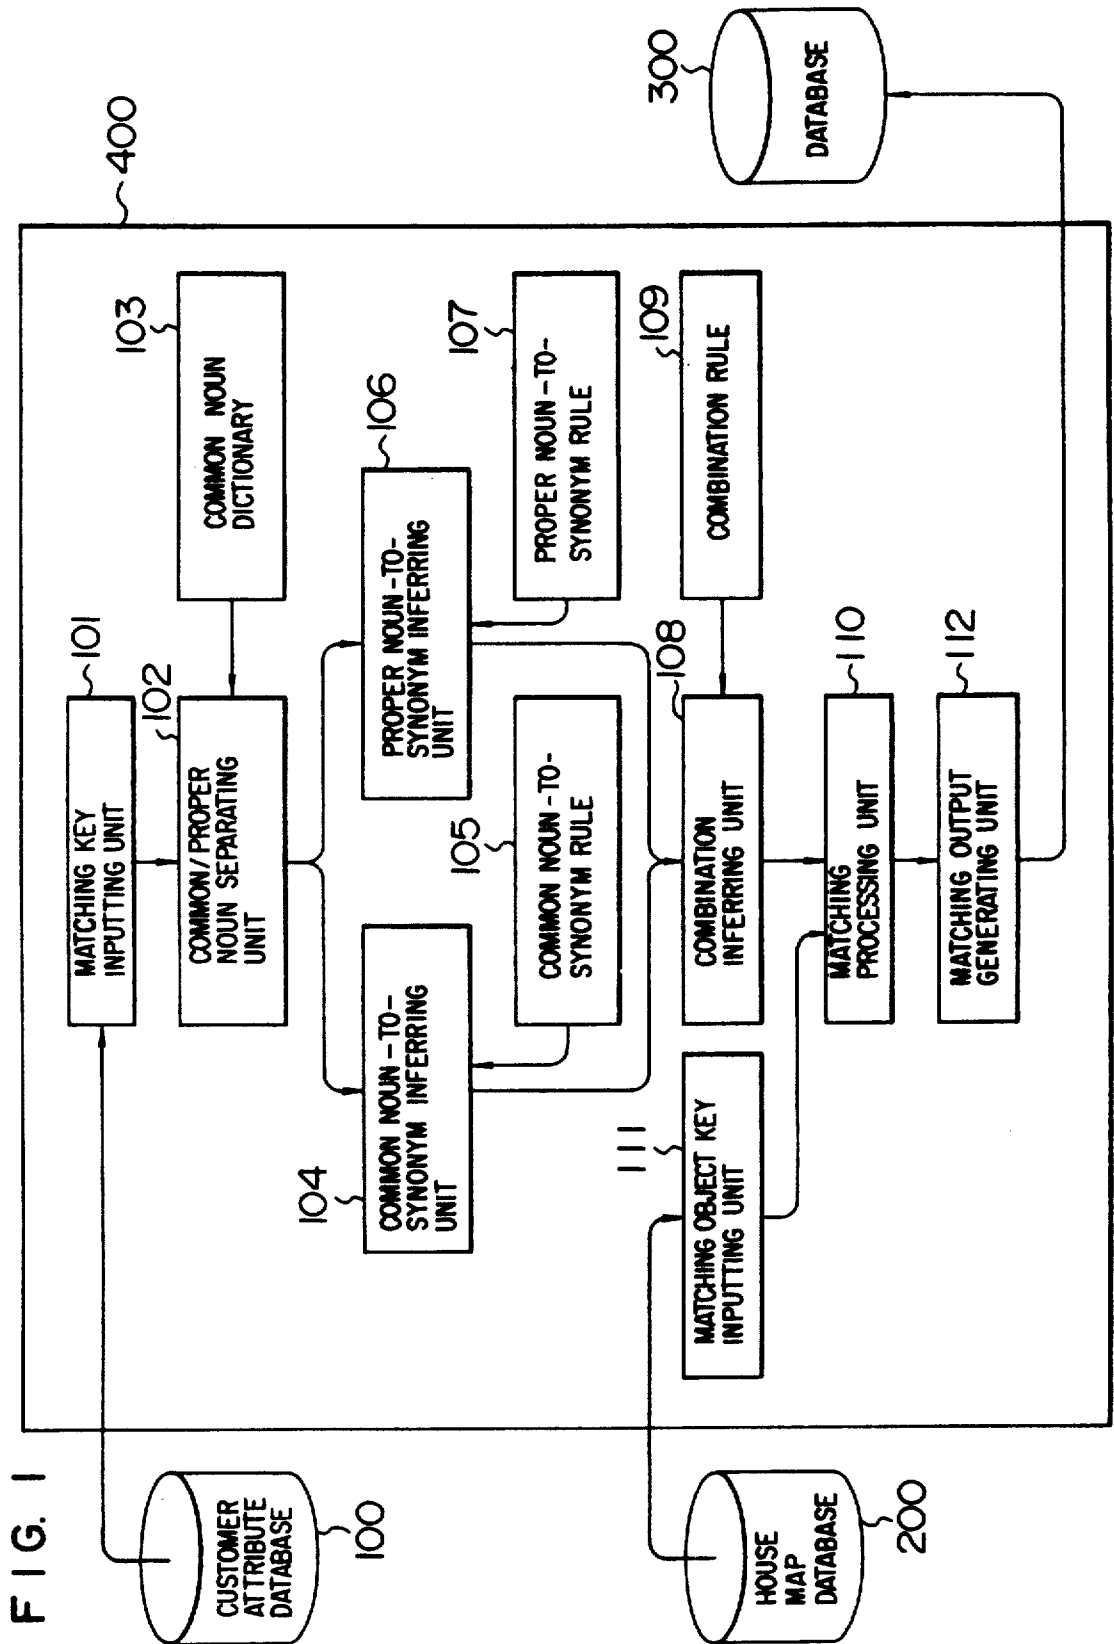 FIG. 1
400
CUSTOMER
ATTRIBUTE
DATABASE
100
MATCHING KEY
INPUTTING UNIT
101
COMMON/PROPER
NOUN SEPARATING
UNIT
102
COMMON NOUN
DICTIONARY
103
COMMON NOUN-TO-
SYNONYM INFERRING
UNIT
104
COMMON NOUN-TO-
SYNONYM RULE
105
PROPER NOUN-TO-
SYNONYM INFERRING
UNIT
106
PROPER NOUN-TO-
SYNONYM RULE
107
HOUSE
MAP
DATABASE
200
MATCHING OBJECT KEY
INPUTTING UNIT
111
COMBINATION
INFERRING UNIT
108
COMBINATION RULE
109
MATCHING
PROCESSING UNIT
110
MATCHING OUTPUT
GENERATING UNIT
112
DATABASE
300